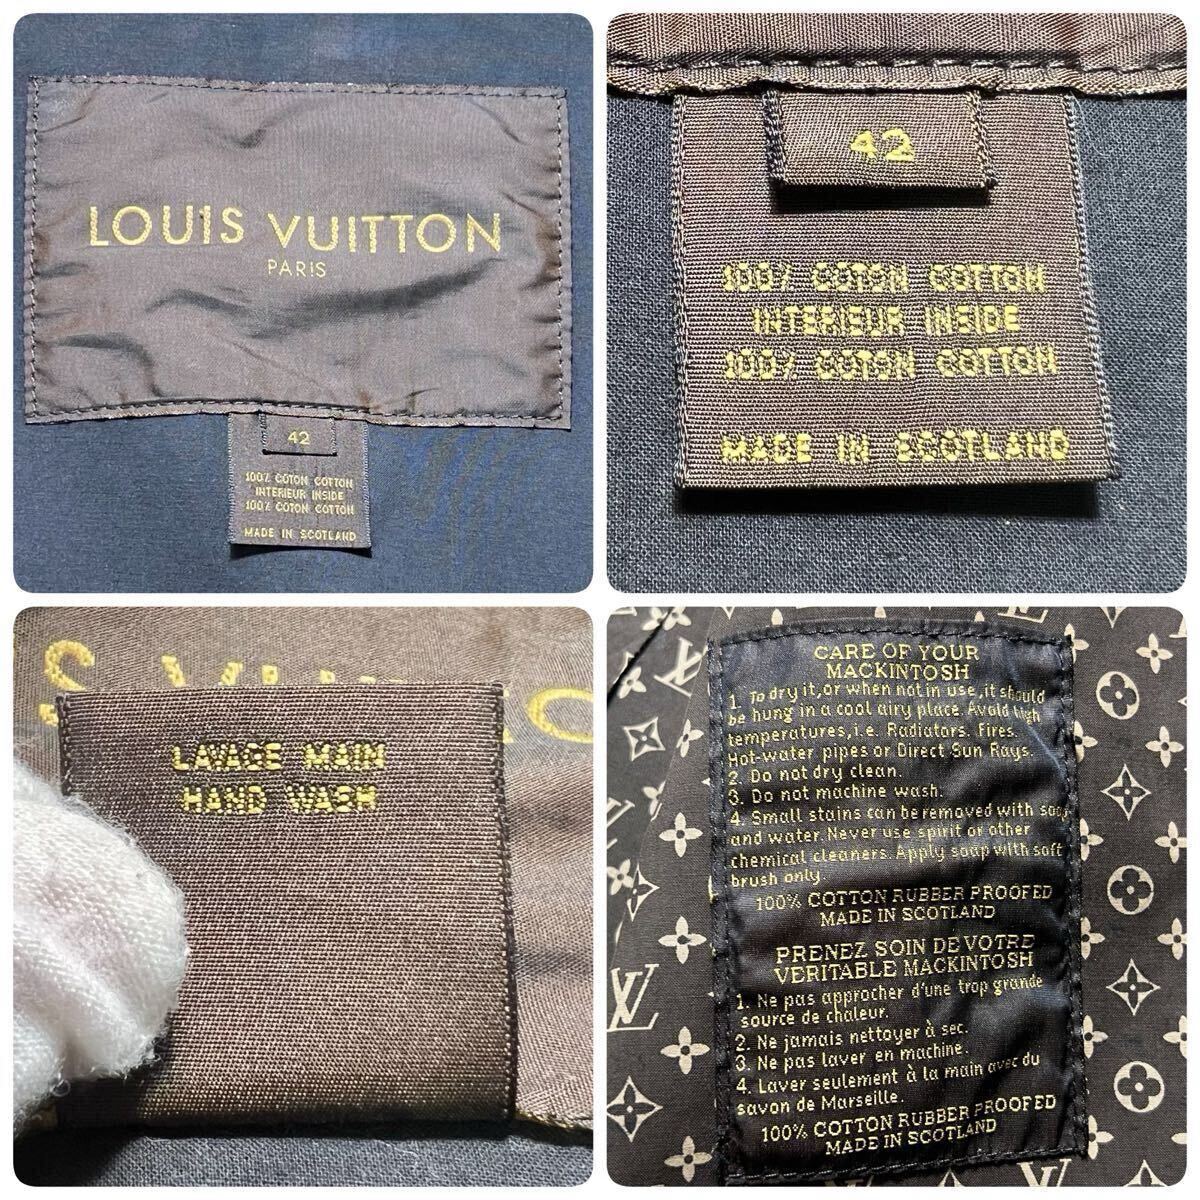 LOUIS VUITTON
PARIS
42
100% COTON COTTON
INTERIEUR INSIDE
100% COTON COTTON
MADE IN SCOTLAND
42
100% COTON COTTON
INTERIEUR INSIDE
100% COTON COTTON
MADE IN SCOTLAND
LAVAGE MAIN
HAND WASH
CARE OF YOUR
MACKINTOSH
1. To dry it, or when not in use, it should
be hung in a cool airy place. Avoid high
temperatures, i.e. Radiators. Fires.
Hot-water pipes or Direct Sun Rays.
2. Do not dry clean.
3. Do not machine wash.
4. Small stains can be removed with soap
and water. Never use spirit or other
chemical cleaners. Apply soap with soft
brush only.
100% COTTON RUBBER PROOFED
MADE IN SCOTLAND
PRENEZ SOIN DE VOTRE
VERITABLE MACKINTOSH
1. Ne pas approcher d'une trop grande
source de chaleur.
2. Ne jamais nettoyer à sec.
3. Ne pas laver en machine.
4. Laver seulement à la main avec du
savon de Marseille.
100% COTTON RUBBER PROOFED
MADE IN SCOTLAND